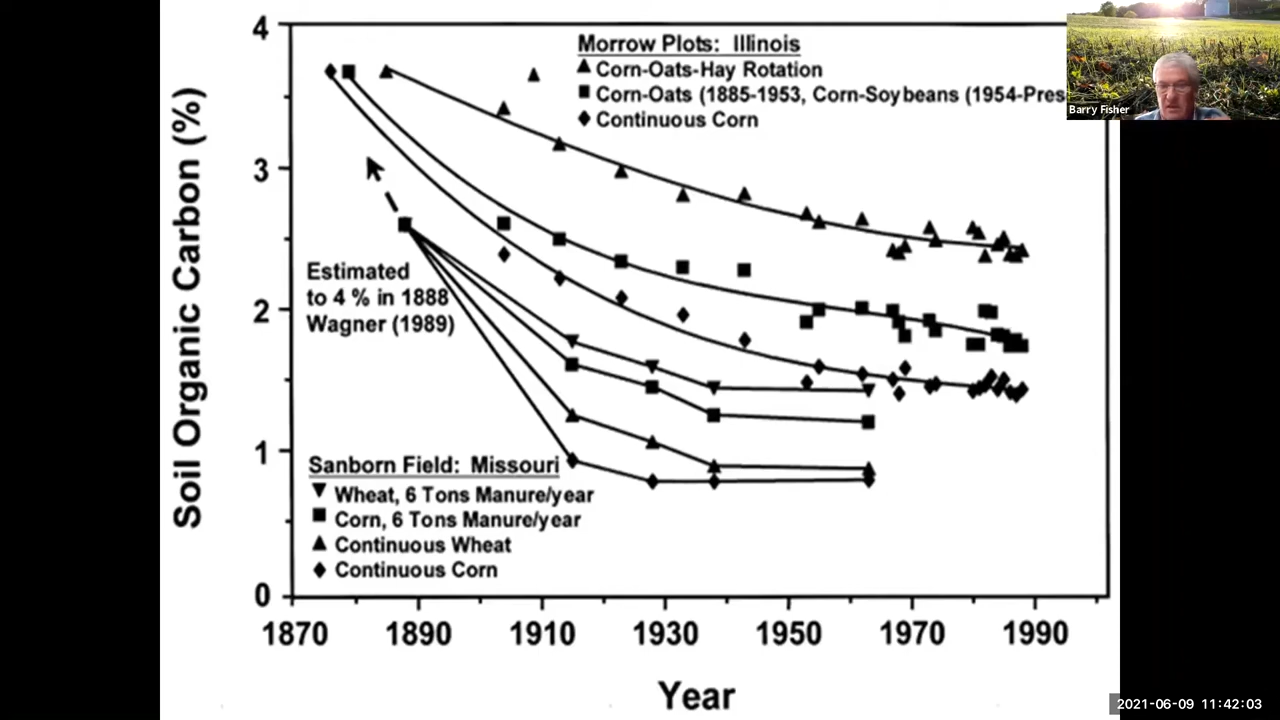 4
3
2
1
0
Soil Organic Carbon (%)
Morrow Plots: Illinois
Corn-Oats-Hay Rotation
Corn-Oats (1885-1953, Corn-Soybeans (1954-Pres
Continuous Corn
Barry Fisher
Estimated
to 4 % in 1888
Wagner (1989)
Sanborn Field: Missouri
Wheat, 6 Tons Manure/year
Corn, 6 Tons Manure/year
Continuous Wheat
Continuous Corn
1870 1890 1910 1930 1950 1970 1990
Year
2021-06-09 11:42:03